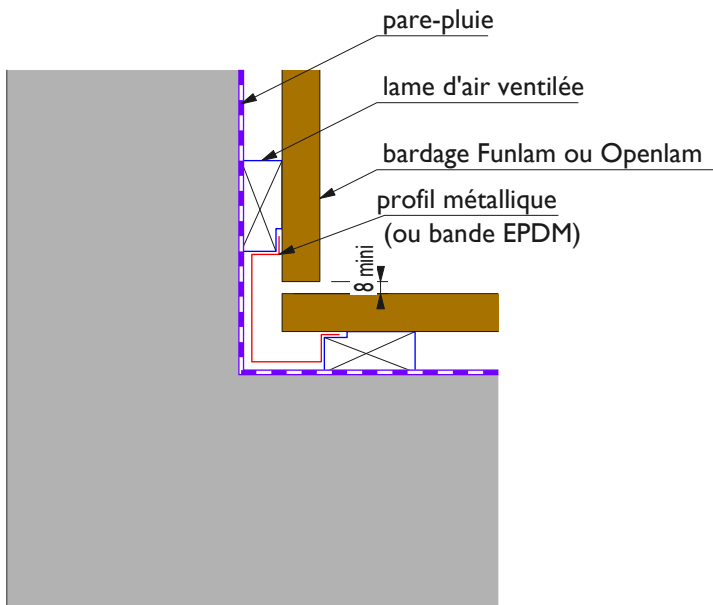 pare-pluie
lame d'air ventilée
bardage Funlam ou Openlam
profil métallique
(ou bande EPDM)
8 mini